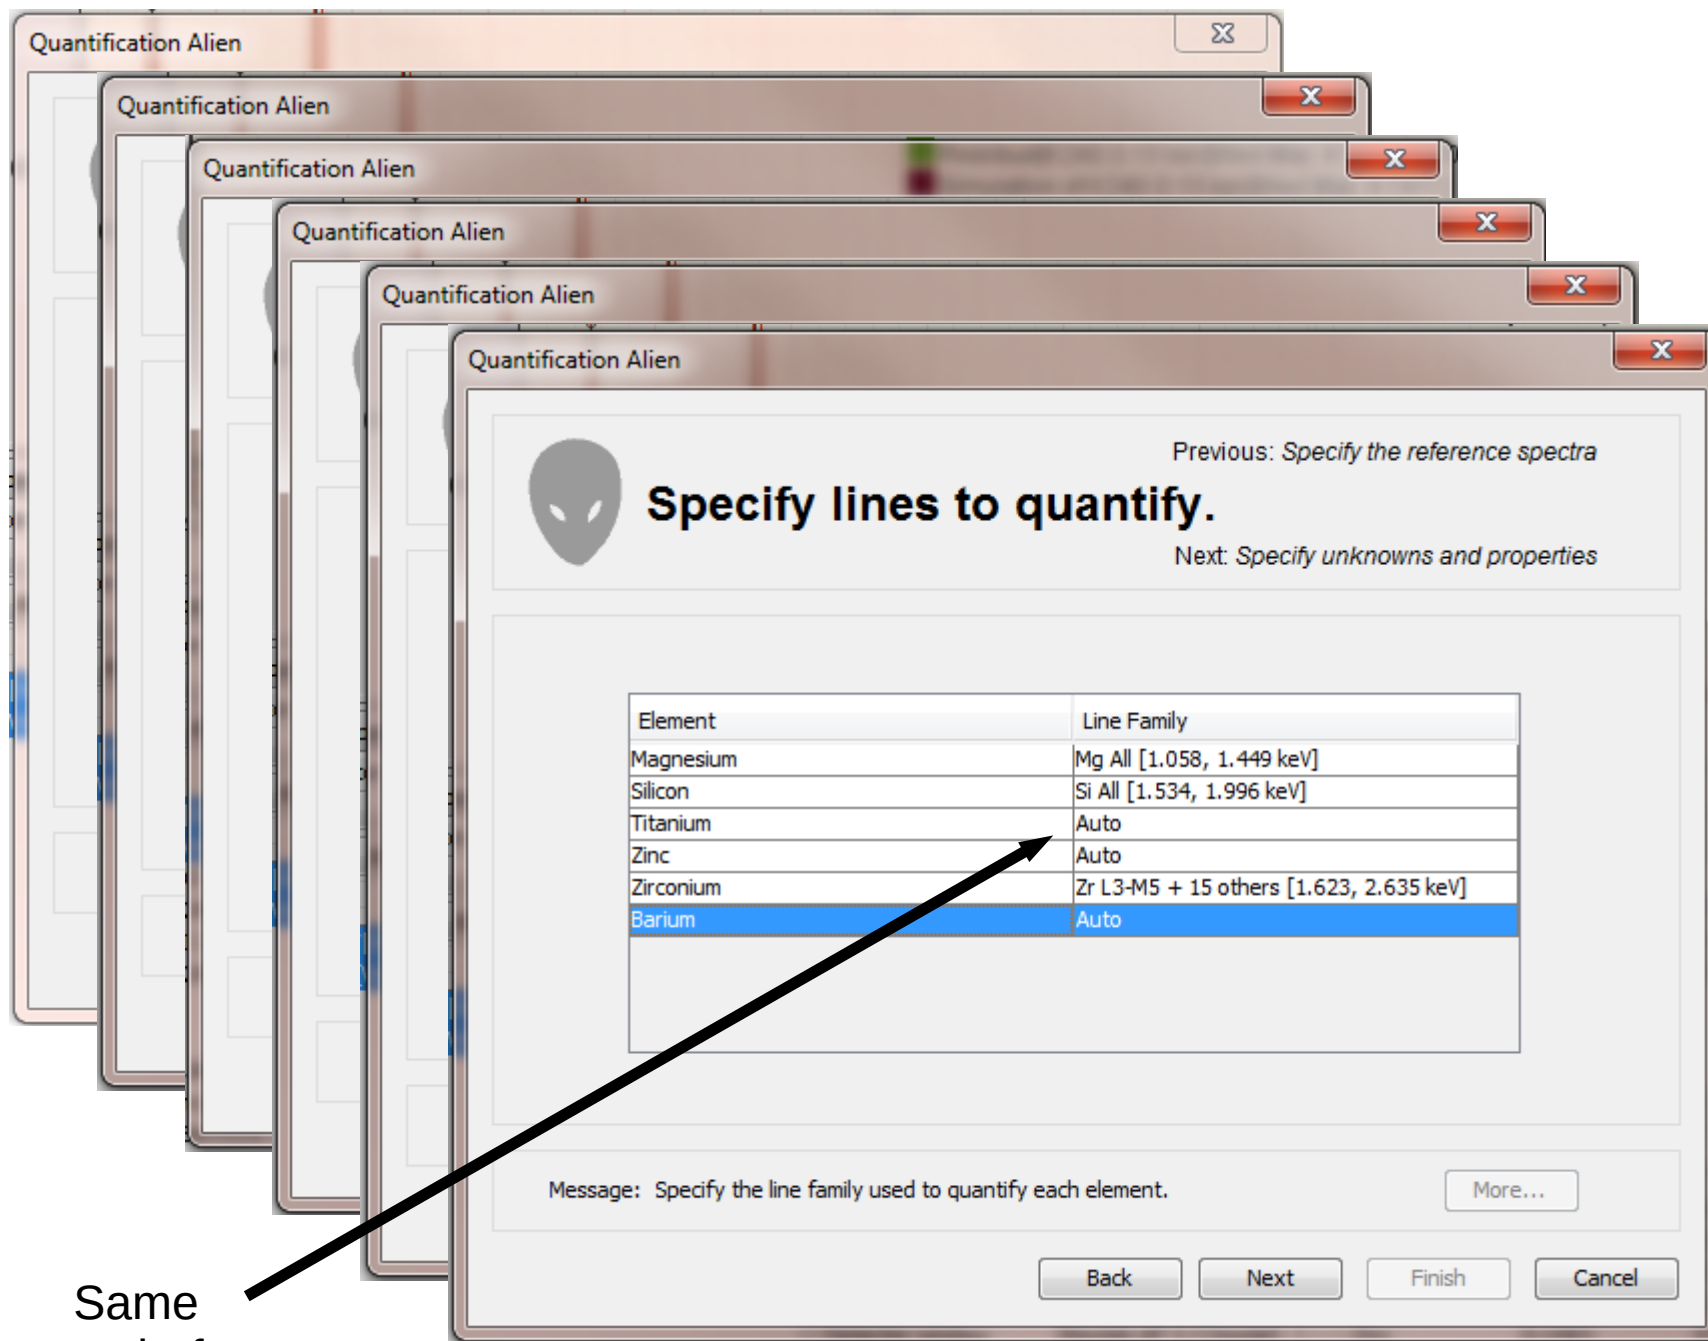 Quantification Alien
Quantification Alien
Quantification Alien
Quantification Alien
Quantification Alien
Quantification Alien
Previous: Specify the reference spectra
Specify lines to quantify.
Next: Specify unknowns and properties
Element Line Family
Magnesium Mg All [1.058, 1.449 keV]
Silicon Si All [1.534, 1.996 keV]
Titanium Auto
Zinc Auto
Zirconium Zr L3-M5 + 15 others [1.623, 2.635 keV]
Barium Auto
Message: Specify the line family used to quantify each element.
More...
Back Next Finish Cancel
Same